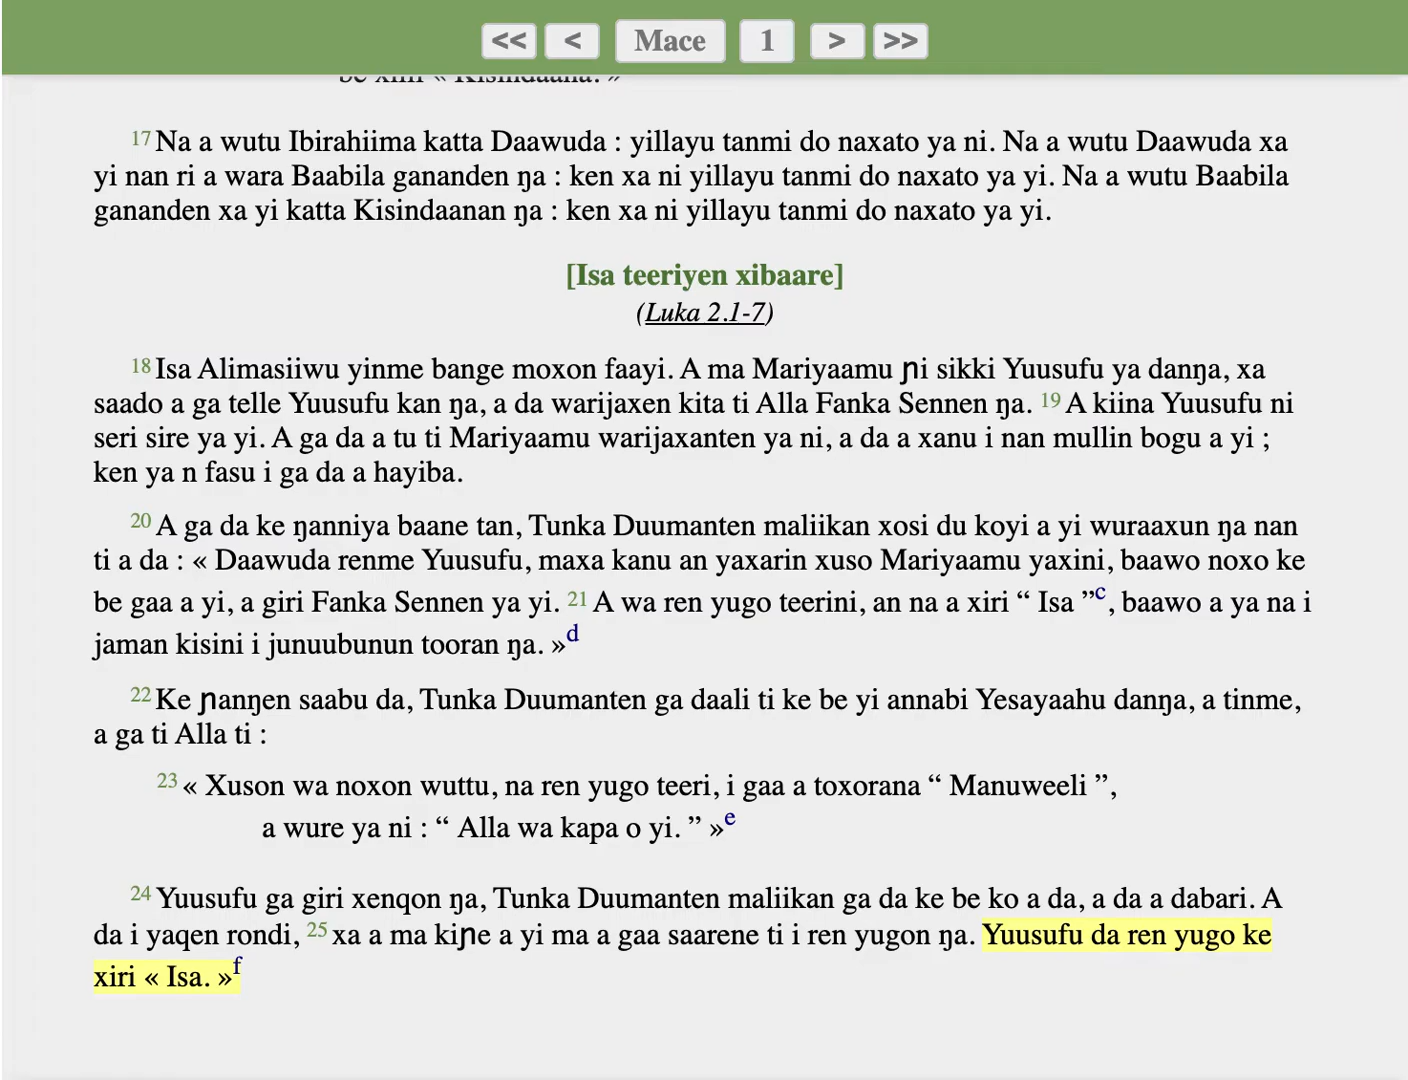 << < Mace 1 > >>
be xiri « Kisindaana. »
17 Na a wutu Ibirahiima katta Daawuda : yillayu tanmi do naxato ya ni. Na a wutu Daawuda xa
yi nan ri a wara Baabila gananden ŋa : ken xa ni yillayu tanmi do naxato ya yi. Na a wutu Baabila
gananden xa yi katta Kisindaanan ŋa : ken xa ni yillayu tanmi do naxato ya yi.
[Isa teeriyen xibaare]
(Luka 2.1-7)
18 Isa Alimasiiwu yinme bange moxon faayi. A ma Mariyaamu ɲi sikki Yuusufu ya danŋa, xa
saado a ga telle Yuusufu kan ŋa, a da warijaxen kita ti Alla Fanka Sennen ŋa. 19 A kiina Yuusufu ni
seri sire ya yi. A ga da a tu ti Mariyaamu warijaxanten ya ni, a da a xanu i nan mullin bogu a yi ;
ken ya n fasu i ga da a hayiba.
20 A ga da ke ŋanniya baane tan, Tunka Duumanten maliikan xosi du koyi a yi wuraaxun ŋa nan
ti a da : « Daawuda renme Yuusufu, maxa kanu an yaxarin xuso Mariyaamu yaxini, baawo noxo ke
be gaa a yi, a giri Fanka Sennen ya yi. 21 A wa ren yugo teerini, an na a xiri “ Isa ”c, baawo a ya na i
jaman kisini i junuubunun tooran ŋa. »d
22 Ke ɲanŋen saabu da, Tunka Duumanten ga daali ti ke be yi annabi Yesayaahu danŋa, a tinme,
a ga ti Alla ti :
23 « Xuson wa noxon wuttu, na ren yugo teeri, i gaa a toxorana “ Manuweeli ”,
a wure ya ni : “ Alla wa kapa o yi. ” »e
24 Yuusufu ga giri xenqon ŋa, Tunka Duumanten maliikan ga da ke be ko a da, a da a dabari. A
da i yaqen rondi, 25 xa a ma kiɲe a yi ma a gaa saarene ti i ren yugon ŋa. Yuusufu da ren yugo ke
xiri « Isa. »f